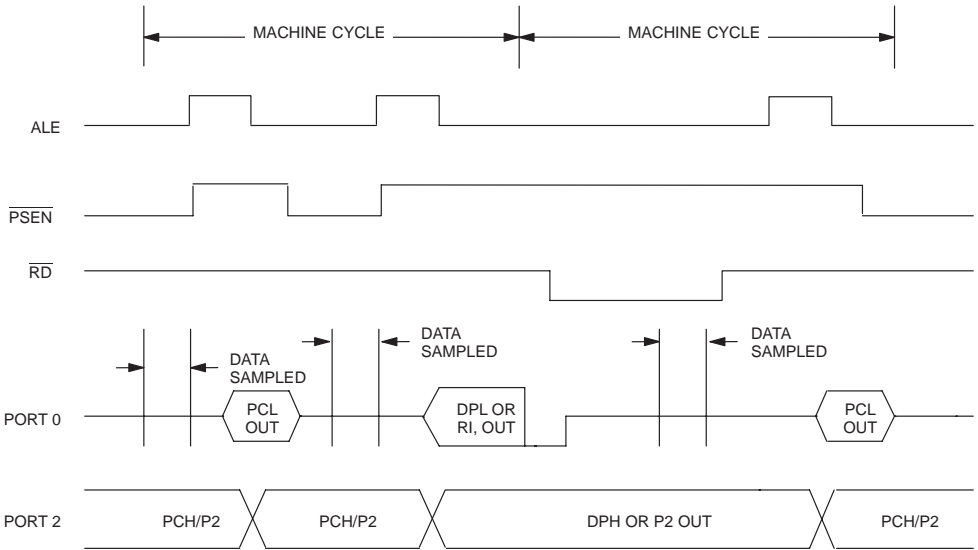 MACHINE CYCLE
MACHINE CYCLE
ALE
PSEN
RD
DATA
SAMPLED
DATA
SAMPLED
DATA
SAMPLED
PORT 0
PCL
OUT
DPL OR
RI, OUT
PCL
OUT
PORT 2
PCH/P2
PCH/P2
DPH OR P2 OUT
PCH/P2